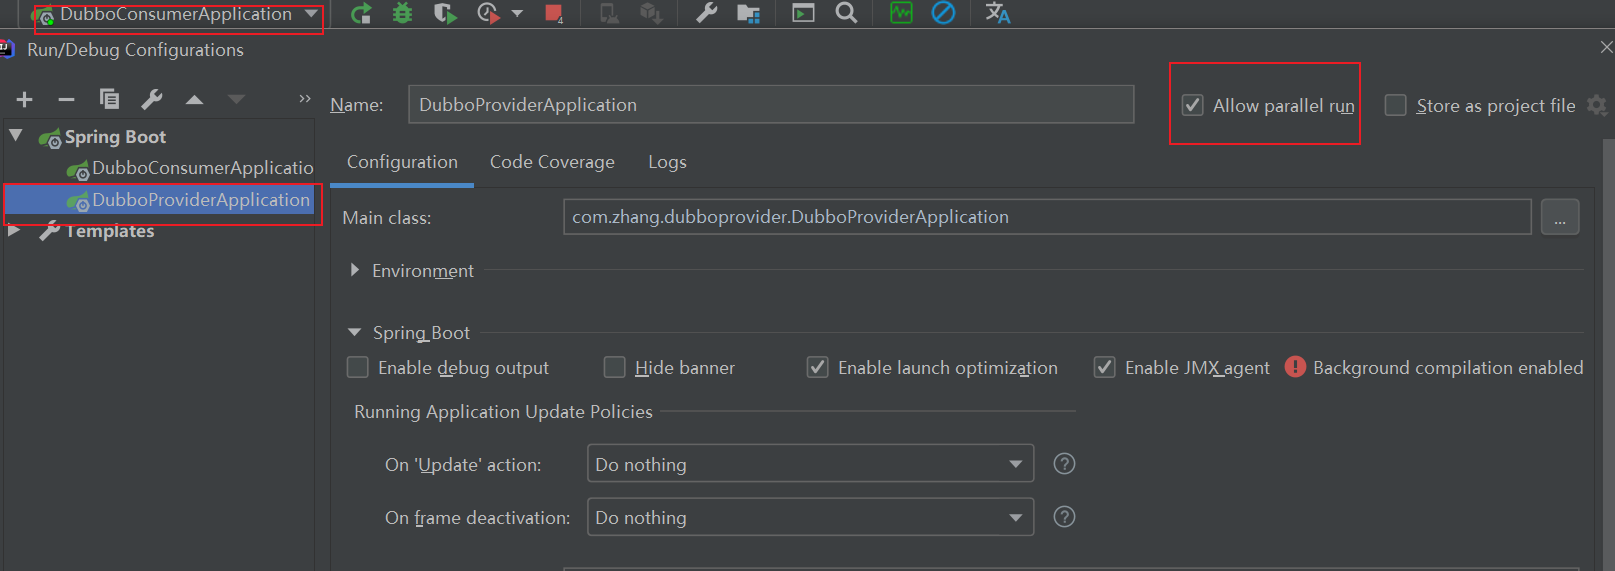 DubboConsumerApplication
4
Run/Debug Configurations
Name: DubboProviderApplication Allow parallel run Store as project file
Spring Boot
DubboConsumerApplicatio
DubboProviderApplication
Templates
Configuration Code Coverage Logs
Main class: com.zhang.dubboprovider.DubboProviderApplication ...
Environment
Spring Boot
Enable debug output Hide banner Enable launch optimization Enable JMX agent Background compilation enabled
Running Application Update Policies
On 'Update' action: Do nothing ?
On frame deactivation: Do nothing ?